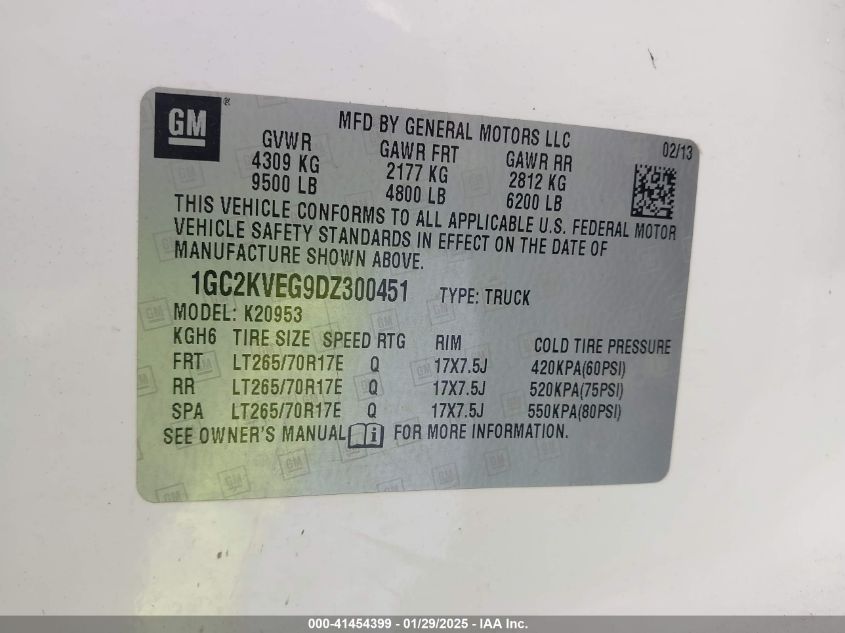 GM
MFD BY GENERAL MOTORS LLC
02/13
GVWR GAWR FRT GAWR RR
4309 KG 2177 KG 2812 KG
9500 LB 4800 LB 6200 LB
THIS VEHICLE CONFORMS TO ALL APPLICABLE U.S. FEDERAL MOTOR
VEHICLE SAFETY STANDARDS IN EFFECT ON THE DATE OF
MANUFACTURE SHOWN ABOVE.
1GC2KVEG9DZ300451 TYPE: TRUCK
MODEL: K20953
KGH6 TIRE SIZE SPEED RTG RIM COLD TIRE PRESSURE
FRT LT265/70R17E Q 17X7.5J 420KPA(60PSI)
RR LT265/70R17E Q 17X7.5J 520KPA(75PSI)
SPA LT265/70R17E Q 17X7.5J 550KPA(80PSI)
SEE OWNER'S MANUAL i FOR MORE INFORMATION.
000-41454399 - 01/29/2025 - IAA Inc.